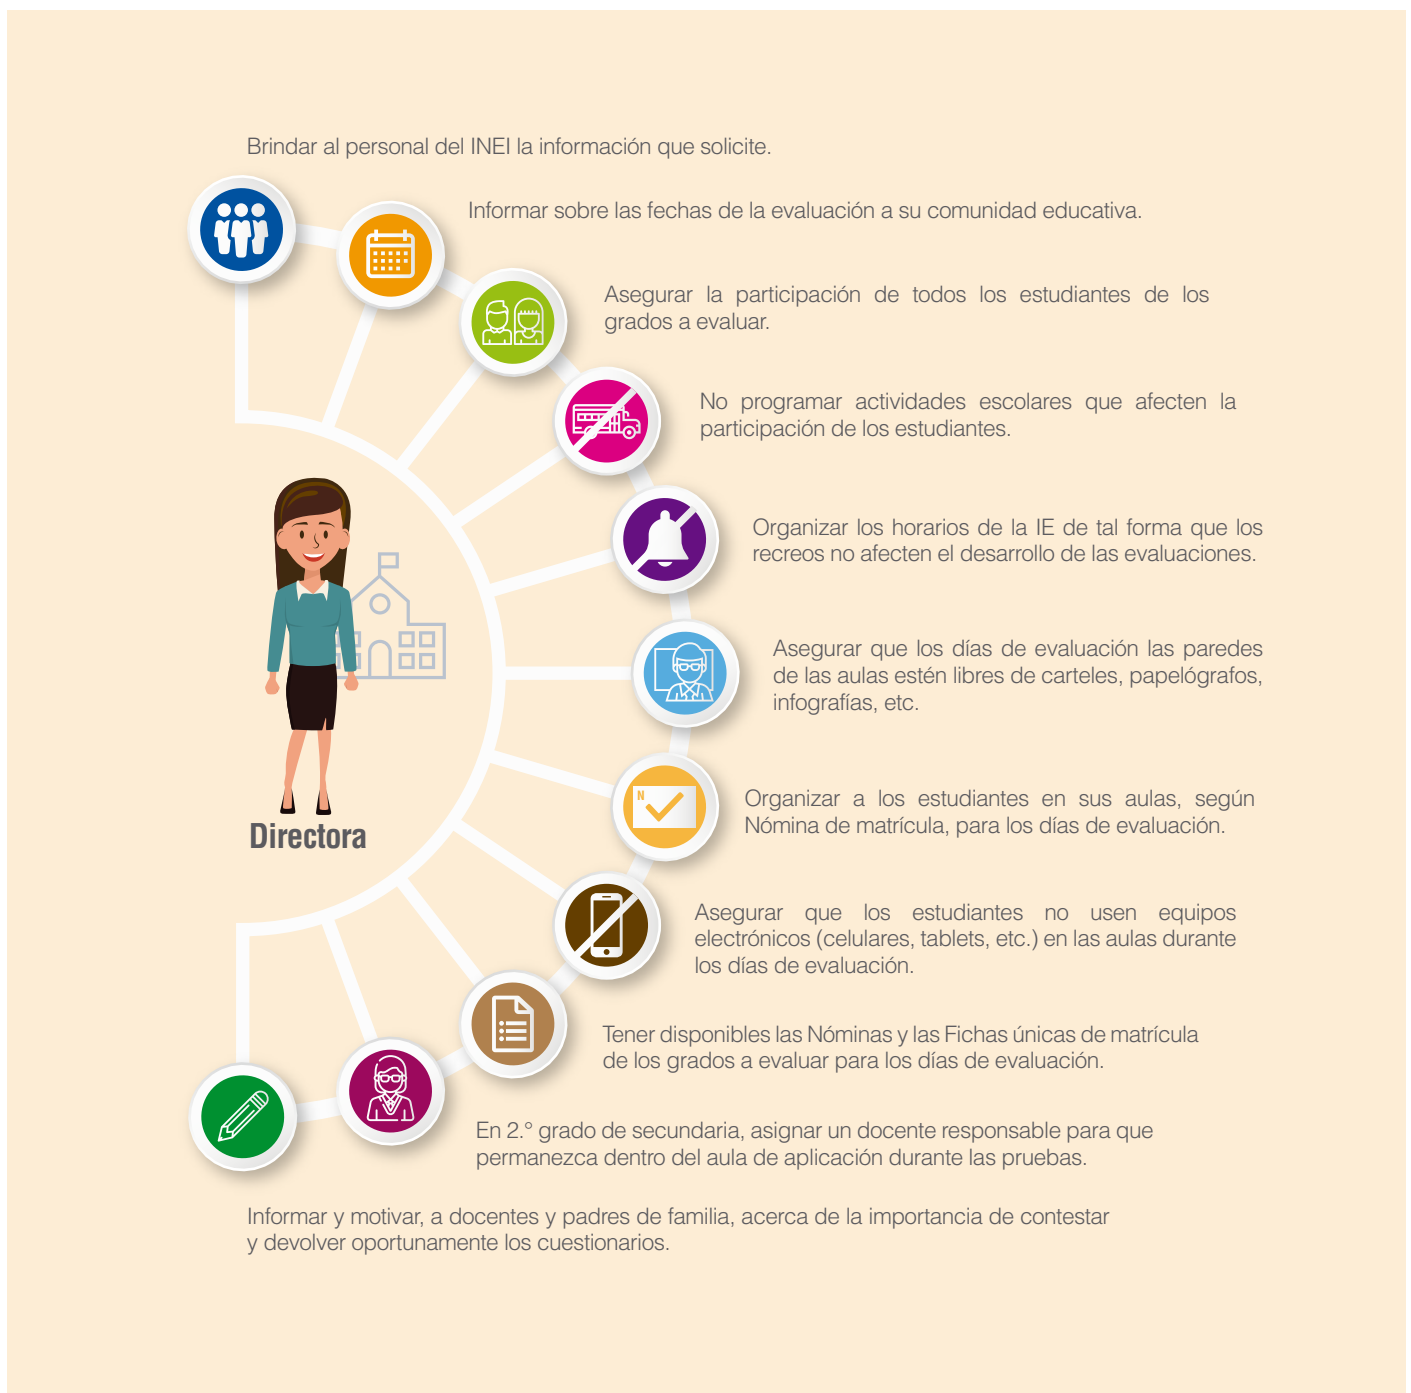 Brindar al personal del INEI la información que solicite.
Informar sobre las fechas de la evaluación a su comunidad educativa.
Asegurar la participación de todos los estudiantes de los
grados a evaluar.
No programar actividades escolares que afecten la
participación de los estudiantes.
Organizar los horarios de la IE de tal forma que los
recreos no afecten el desarrollo de las evaluaciones.
Asegurar que los días de evaluación las paredes
de las aulas estén libres de carteles, papelógrafos,
infografías, etc.
N
Organizar a los estudiantes en sus aulas, según
Nómina de matrícula, para los días de evaluación.
Directora
Asegurar que los estudiantes no usen equipos
electrónicos (celulares, tablets, etc.) en las aulas durante
los días de evaluación.
Tener disponibles las Nóminas y las Fichas únicas de matrícula
de los grados a evaluar para los días de evaluación.
En 2.° grado de secundaria, asignar un docente responsable para que
permanezca dentro del aula de aplicación durante las pruebas.
Informar y motivar, a docentes y padres de familia, acerca de la importancia de contestar
y devolver oportunamente los cuestionarios.